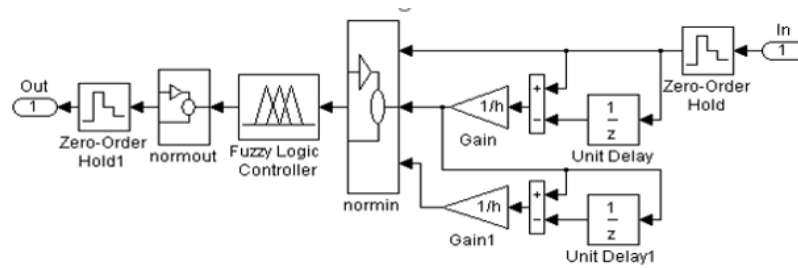 In
1
Zero-Order
Hold
+
−
1
z
Unit Delay
1/h
Gain
+
−
1
z
Unit Delay1
1/h
Gain1
normin
Fuzzy Logic
Controller
normout
Zero-Order
Hold1
Out
1